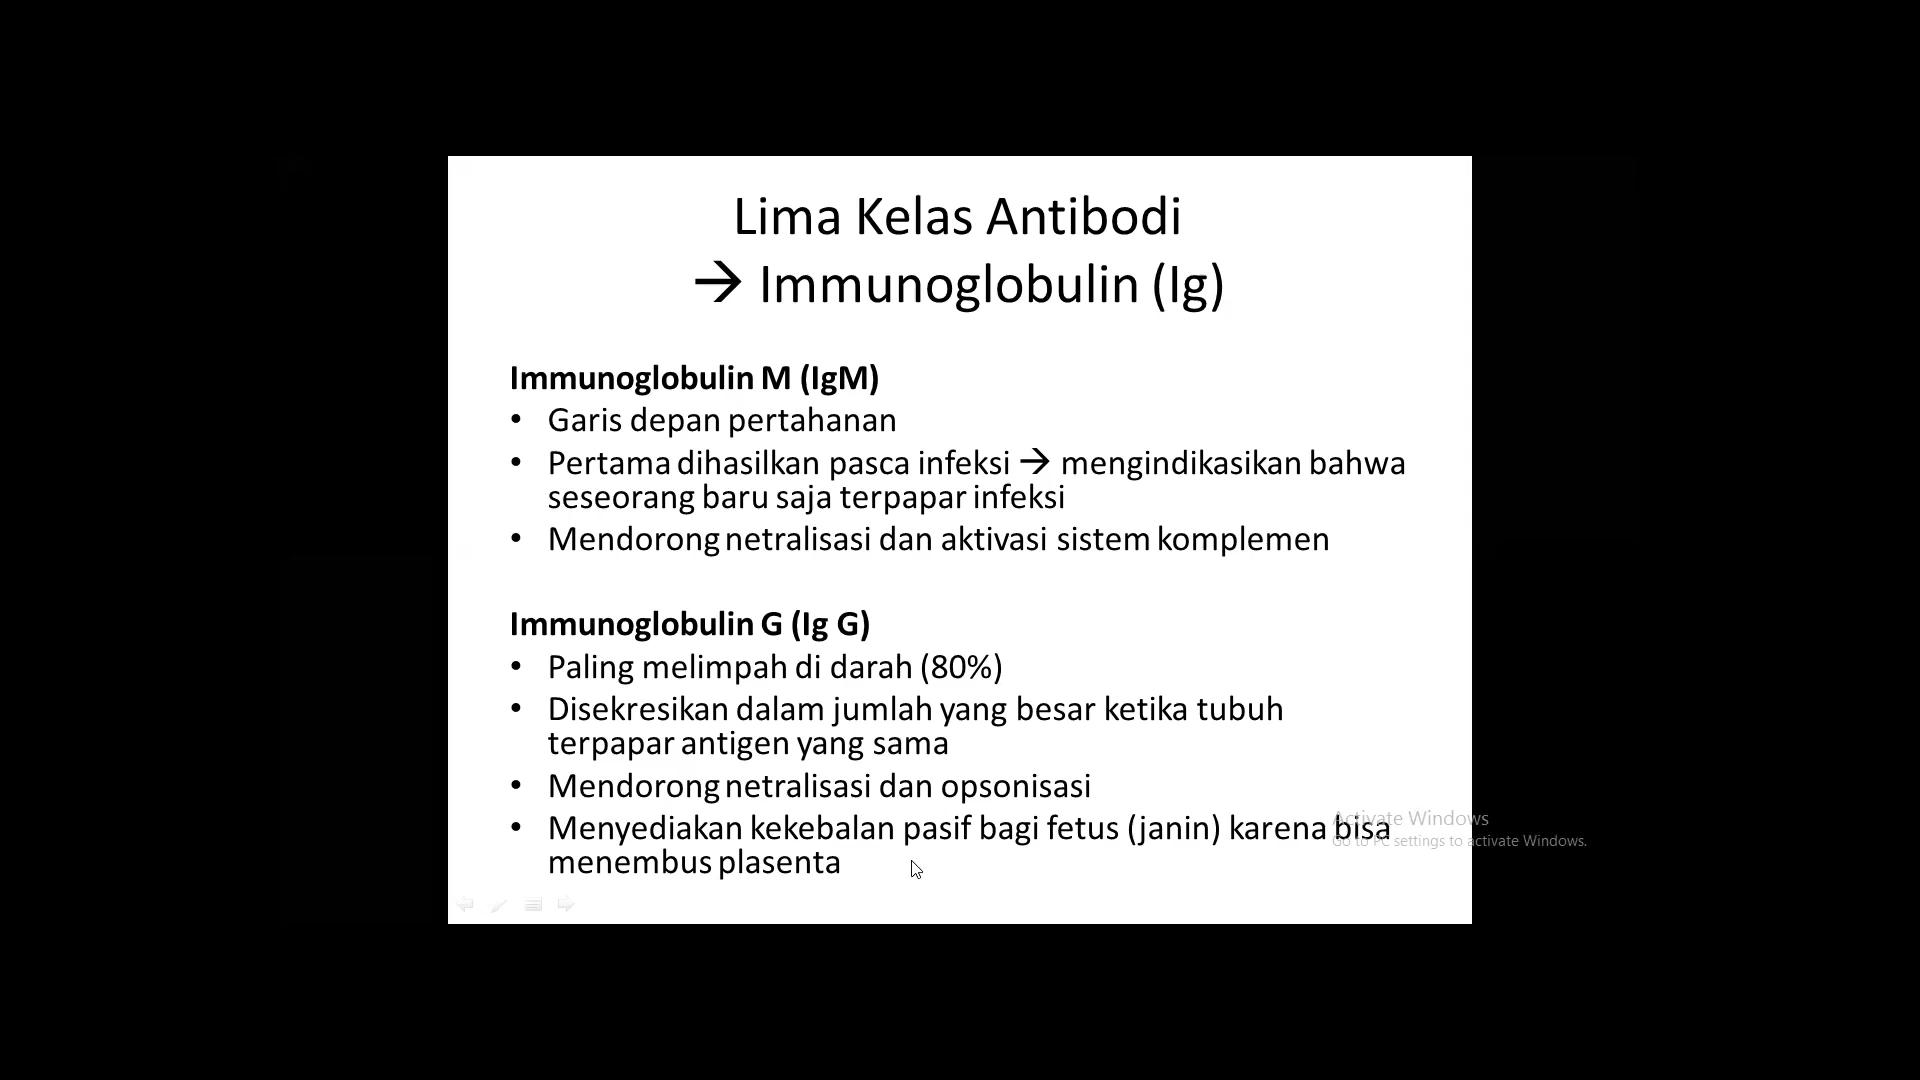 Lima Kelas Antibodi
→ Immunoglobulin (Ig)
Immunoglobulin M (IgM)
• Garis depan pertahanan
• Pertama dihasilkan pasca infeksi → mengindikasikan bahwa
seseorang baru saja terpapar infeksi
• Mendorong netralisasi dan aktivasi sistem komplemen
Immunoglobulin G (Ig G)
• Paling melimpah di darah (80%)
• Disekresikan dalam jumlah yang besar ketika tubuh
terpapar antigen yang sama
• Mendorong netralisasi dan opsonisasi
• Menyediakan kekebalan pasif bagi fetus (janin) karena bisa
menembus plasenta
Activate Windows
Go to PC settings to activate Windows.